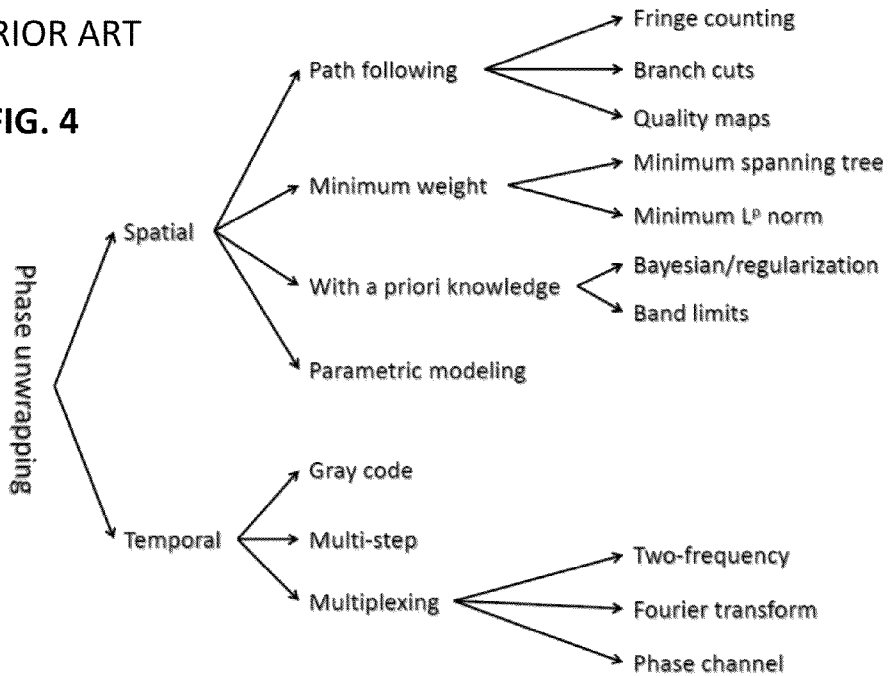 RIOR ART
FIG. 4
Phase unwrapping
Spatial
Path following
Fringe counting
Branch cuts
Quality maps
Minimum weight
Minimum spanning tree
Minimum Lᵖ norm
With a priori knowledge
Bayesian/regularization
Band limits
Parametric modeling
Temporal
Gray code
Multi-step
Multiplexing
Two-frequency
Fourier transform
Phase channel